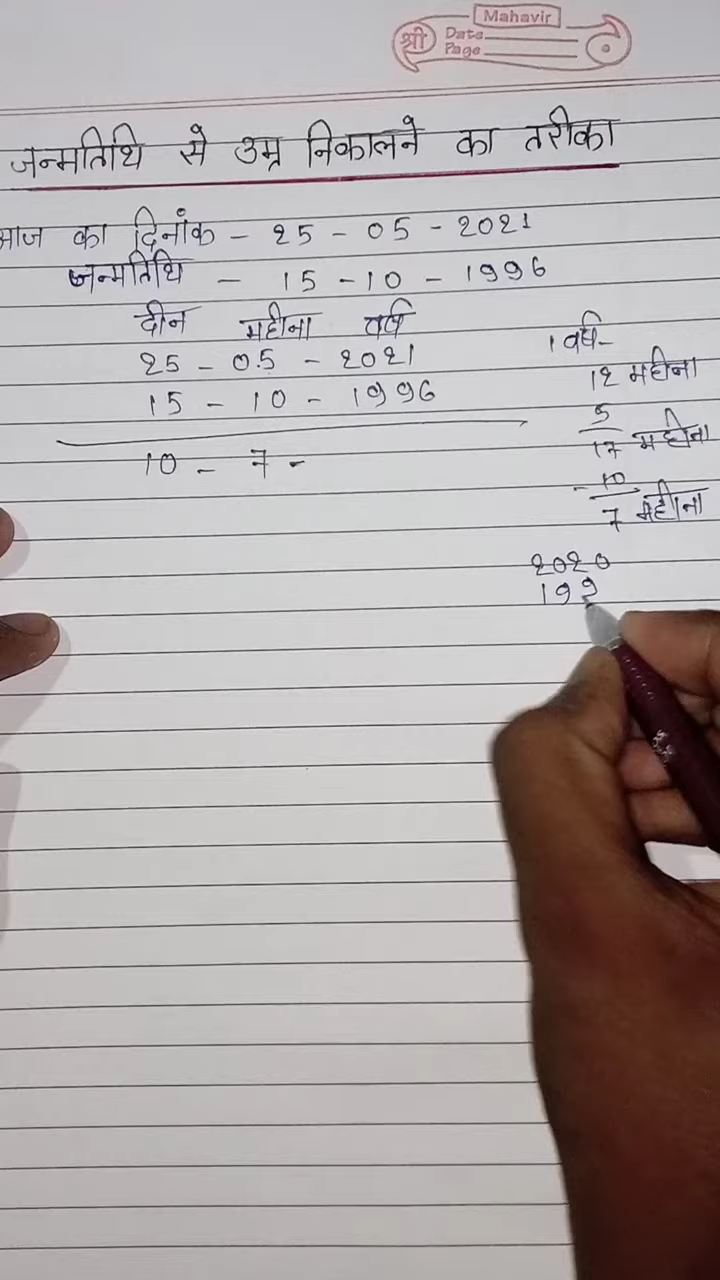 Mahavir
श्री
Date
Page
जन्मतिथि से उम्र निकालने का तरीका
आज का दिनांक - 25 - 05 - 2021
जन्मतिथि - 15 - 10 - 1996
दीन महीना वर्ष
25 - 05 - 2021
15 - 10 - 1996
10 - 7 -
1 वर्ष -
12 महीना
5
17 महीना
- 10
7 महीना
2020
199